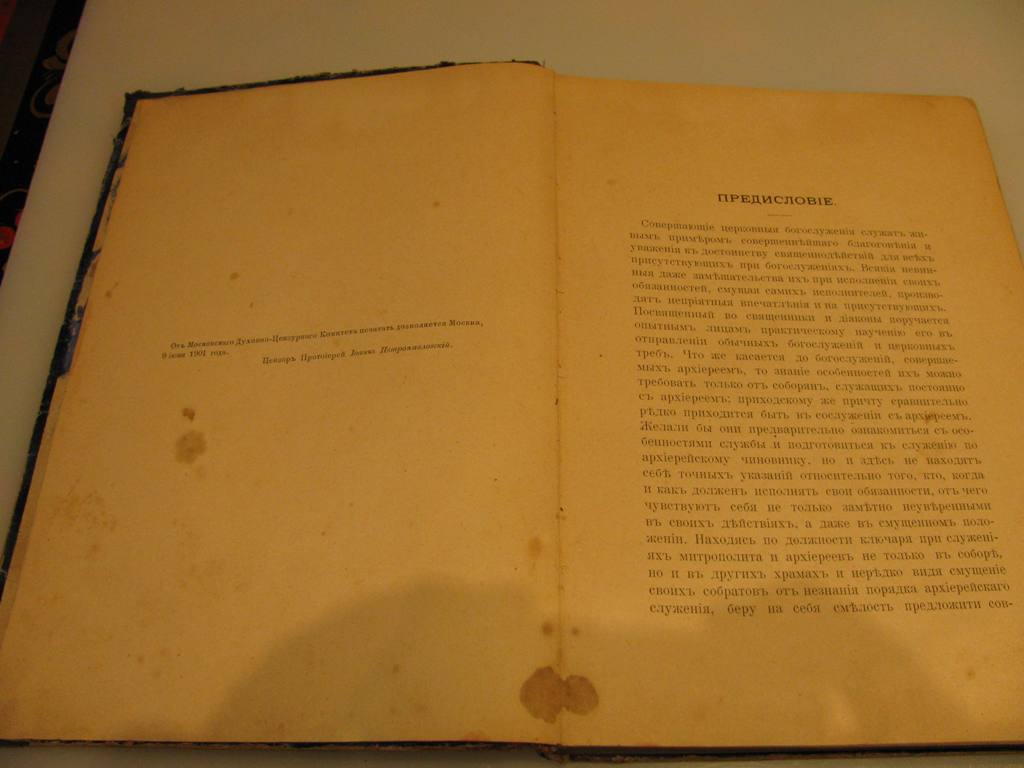 Отъ Московскаго Духовно-Цензурнаго Комитета печатать дозволяется Москва,
9 іюня 1901 года.
Цензоръ Протоіерей Іоаннъ Петропавловскій.
ПРЕДИСЛОВІЕ.
Совершающіе церковныя богослуженія служатъ жи-
вымъ примѣромъ совершеннѣйшаго благоговѣнія и
уваженія къ достоинству священнодѣйствій для всѣхъ
присутствующихъ при богослуженіяхъ. Всякія невин-
ныя даже замѣшательства ихъ при исполненіи своихъ
обязанностей, смущая самихъ исполнителей, произво-
дятъ непріятныя впечатлѣнія и на присутствующихъ.
Посвященный во священники и діаконы поручается
опытнымъ лицамъ практическому наученію его въ
отправленіи обычныхъ богослуженій и церковныхъ
требъ. Что же касается до богослуженій, совершае-
мыхъ архіереемъ, то знаніе особенностей ихъ можно
требовать только отъ соборянъ, служащихъ постоянно
съ архіереемъ; приходскому же причту сравнительно
рѣдко приходится быть въ сослуженіи съ архіереемъ.
Желали бы они предварительно ознакомиться съ осо-
бенностями службы и подготовиться къ служенію по
архіерейскому чиновнику, но и здѣсь не находятъ
себѣ точныхъ указаній относительно того, кто, когда
и какъ долженъ исполнять свои обязанности, отъ чего
чувствуютъ себя не только замѣтно неувѣренными
въ своихъ дѣйствіяхъ, а даже въ смущенномъ поло-
женіи. Находясь по должности ключаря при служені-
яхъ митрополита и архіереевъ не только въ соборѣ,
но и въ другихъ храмахъ и нерѣдко видя смущеніе
своихъ собратовъ отъ незнанія порядка архіерейскаго
служенія, беру на себя смѣлость предложити сов-